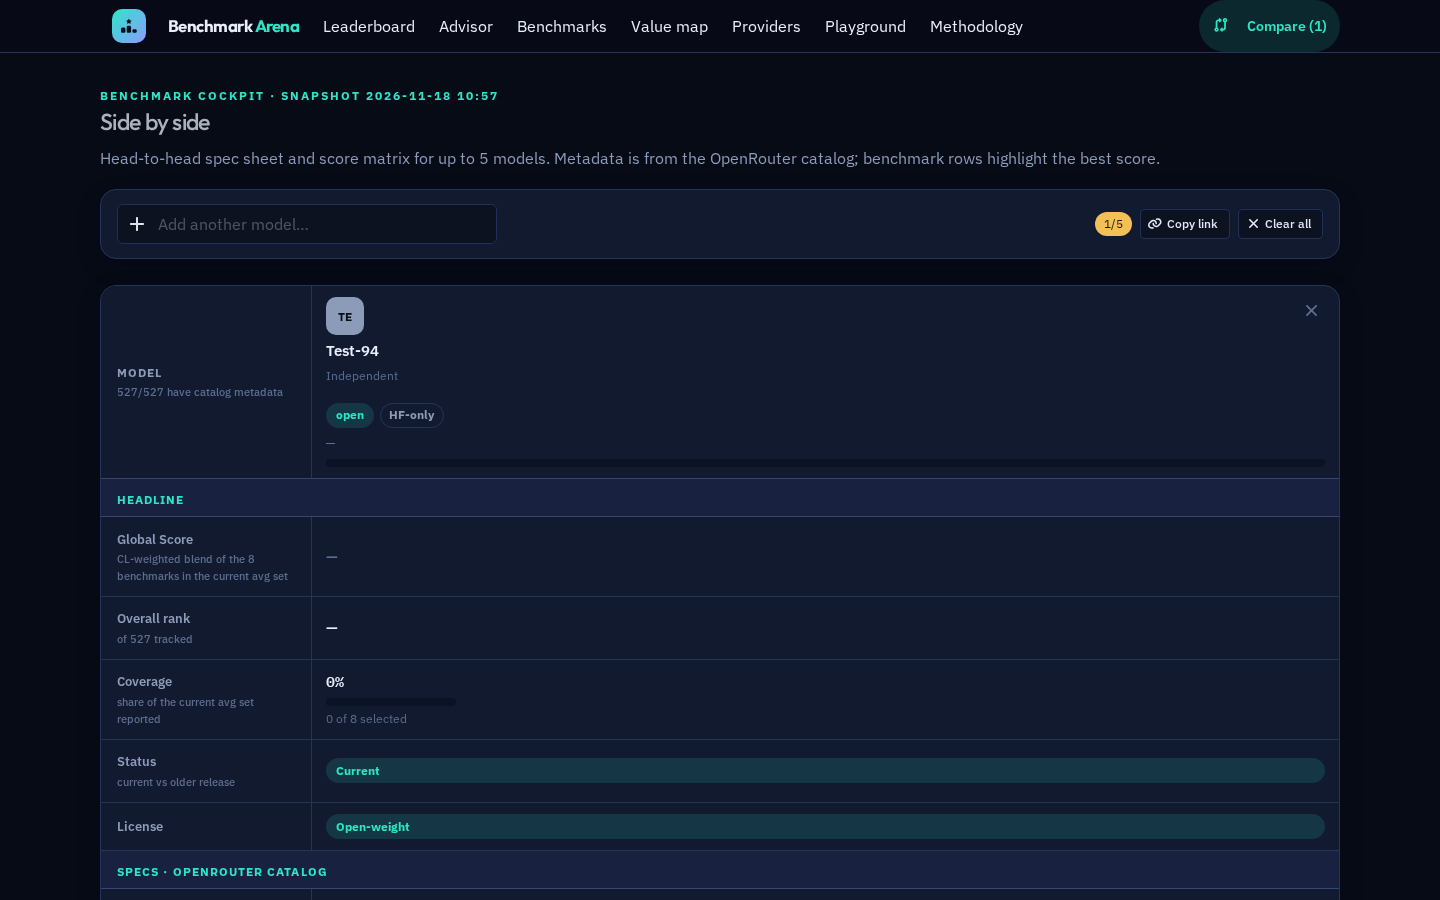 Benchmark Arena Leaderboard Advisor Benchmarks Value map Providers Playground Methodology Compare (1)
BENCHMARK COCKPIT · SNAPSHOT 2026-11-18 10:57
Side by side
Head-to-head spec sheet and score matrix for up to 5 models. Metadata is from the OpenRouter catalog; benchmark rows highlight the best score.
Add another model... 1/5 Copy link Clear all
TE
Test-94
MODEL
Independent
527/527 have catalog metadata
open HF-only
—
HEADLINE
Global Score
CL-weighted blend of the 8
benchmarks in the current avg set
—
Overall rank
of 527 tracked
—
Coverage
share of the current avg set
reported
0%
0 of 8 selected
Status
current vs older release
Current
License
Open-weight
SPECS · OPENROUTER CATALOG